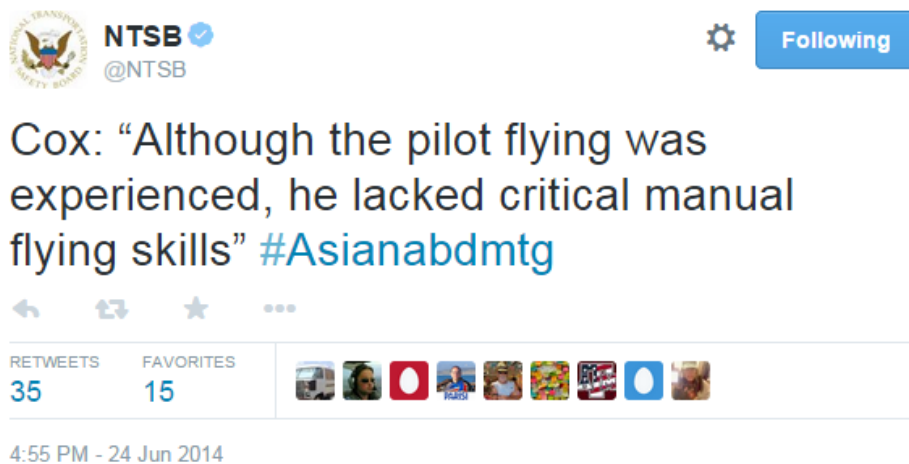 NTSB
@NTSB
Following
Cox: “Although the pilot flying was
experienced, he lacked critical manual
flying skills” #Asianabdmtg
RETWEETS
FAVORITES
35
15
4:55 PM - 24 Jun 2014